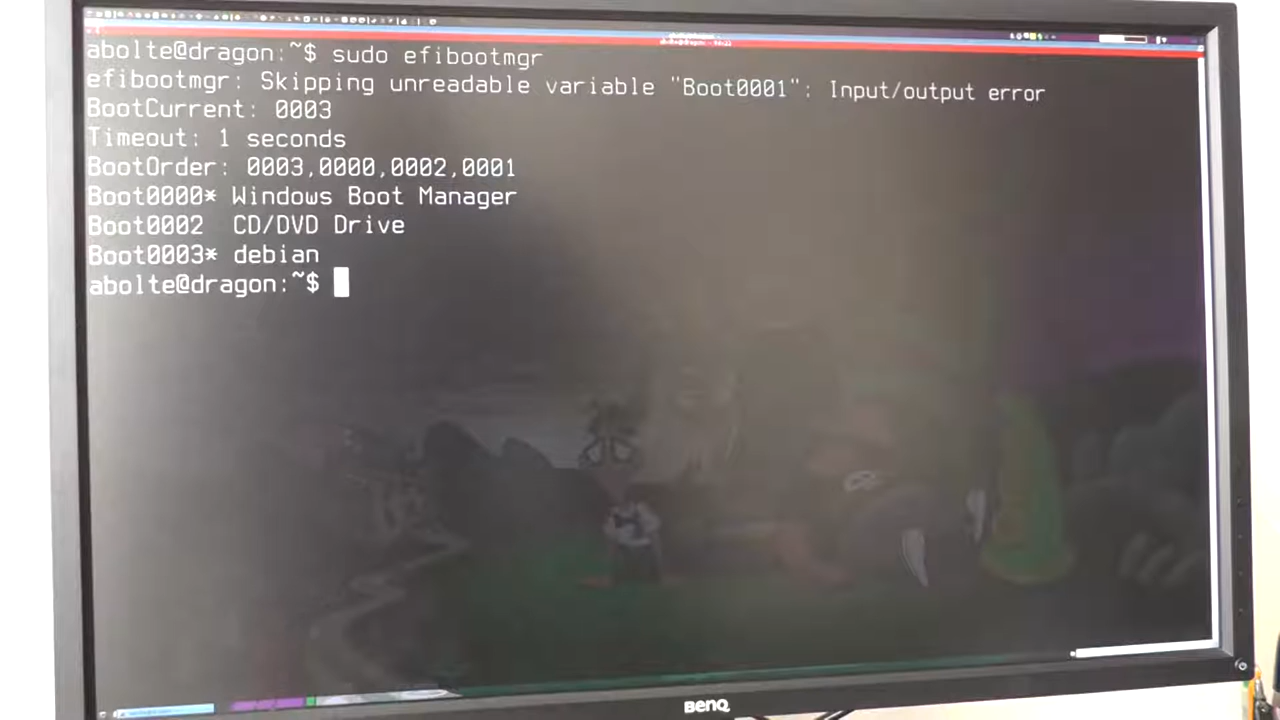 abolte@dragon:~$ sudo efibootmgr
efibootmgr: Skipping unreadable variable "Boot0001": Input/output error
BootCurrent: 0003
Timeout: 1 seconds
BootOrder: 0003,0000,0002,0001
Boot0000* Windows Boot Manager
Boot0002  CD/DVD Drive
Boot0003* debian
abolte@dragon:~$
BenQ